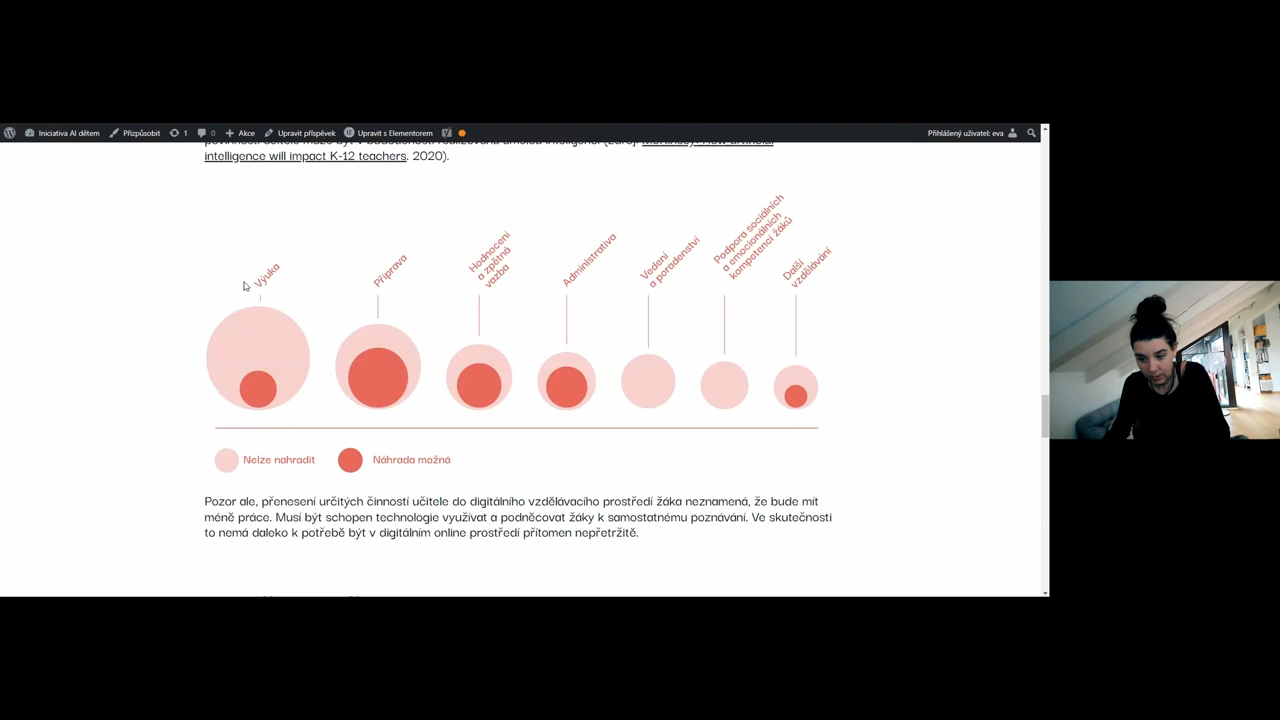 Iniciativa AI dětem
Přizpůsobit
1
0
Akce
Upravit příspěvek
Upravit s Elementorem
Přihlášený uživatel: eva
intelligence will impact K-12 teachers. 2020).
Výuka
Příprava
Hodnocení
a zpětná
vazba
Administrativa
Vedení
a poradenství
Podpora sociálních
a emocionálních
kompetencí žáků
Další
vzdělávání
Nelze nahradit
Náhrada možná
Pozor ale, přenesení určitých činností učitele do digitálního vzdělávacího prostředí žáka neznamená, že bude mít
méně práce. Musí být schopen technologie využívat a podněcovat žáky k samostatnému poznávání. Ve skutečnosti
to nemá daleko k potřebě být v digitálním online prostředí přítomen nepřetržitě.